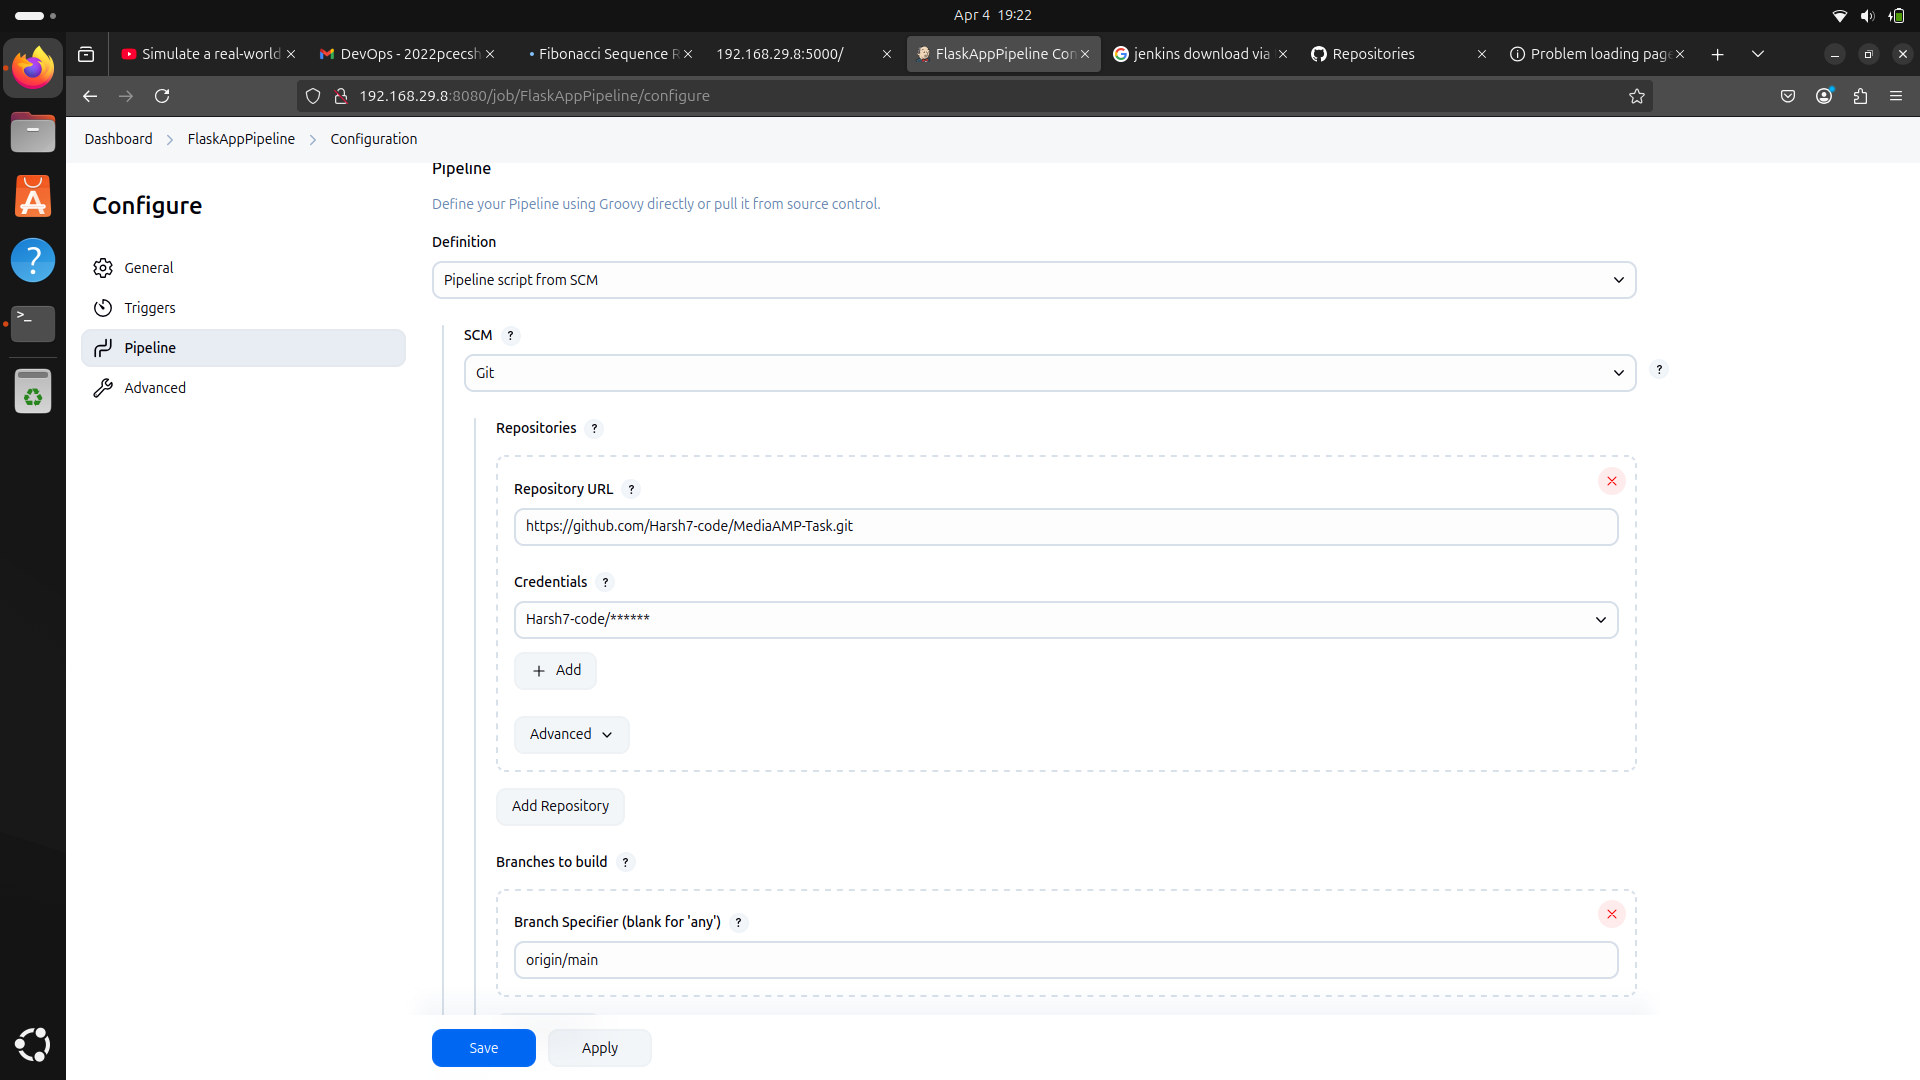 Apr 4 19:22
Simulate a real-world
DevOps - 2022pcecsh
Fibonacci Sequence R
192.168.29.8:5000/
FlaskAppPipeline Con
jenkins download via
Repositories
Problem loading page
192.168.29.8:8080/job/FlaskAppPipeline/configure
Dashboard
FlaskAppPipeline
Configuration
Configure
General
Triggers
Pipeline
Advanced
Pipeline
Define your Pipeline using Groovy directly or pull it from source control.
Definition
Pipeline script from SCM
SCM ?
Git
?
Repositories ?
Repository URL ?
https://github.com/Harsh7-code/MediaAMP-Task.git
Credentials ?
Harsh7-code/******
+ Add
Advanced
Add Repository
Branches to build ?
Branch Specifier (blank for 'any') ?
origin/main
Save
Apply